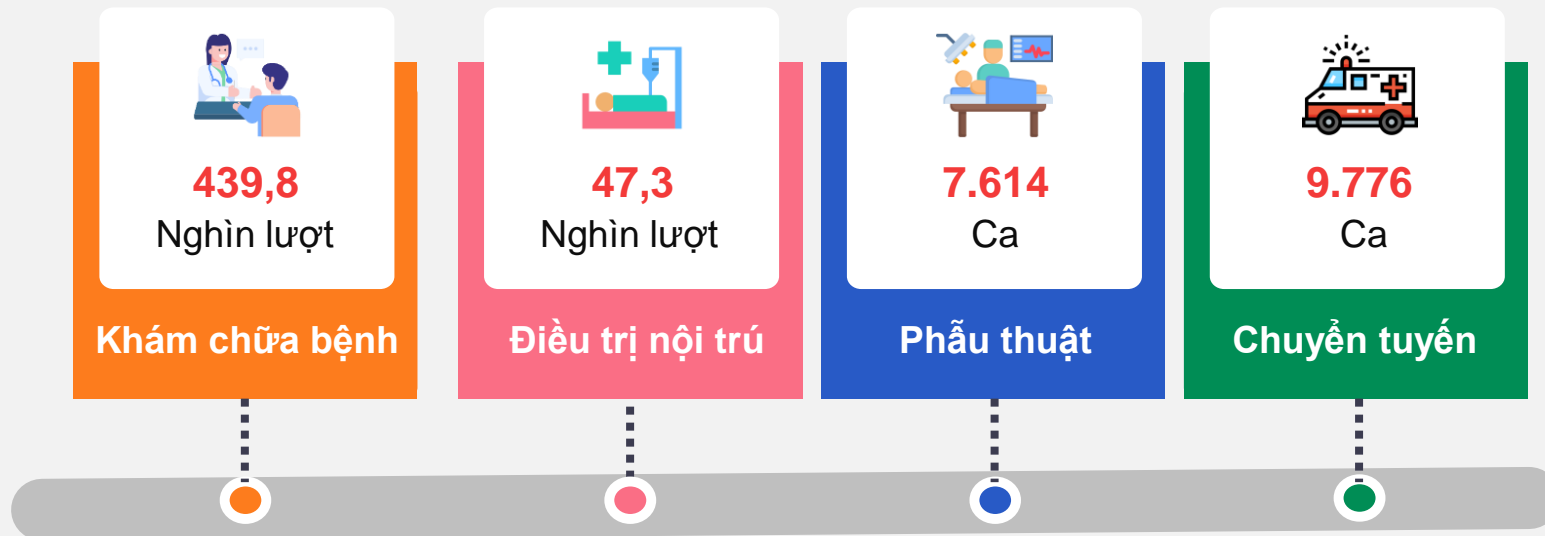 439,8
Nghìn lượt
Khám chữa bệnh
47,3
Nghìn lượt
Điều trị nội trú
7.614
Ca
Phẫu thuật
9.776
Ca
Chuyển tuyến